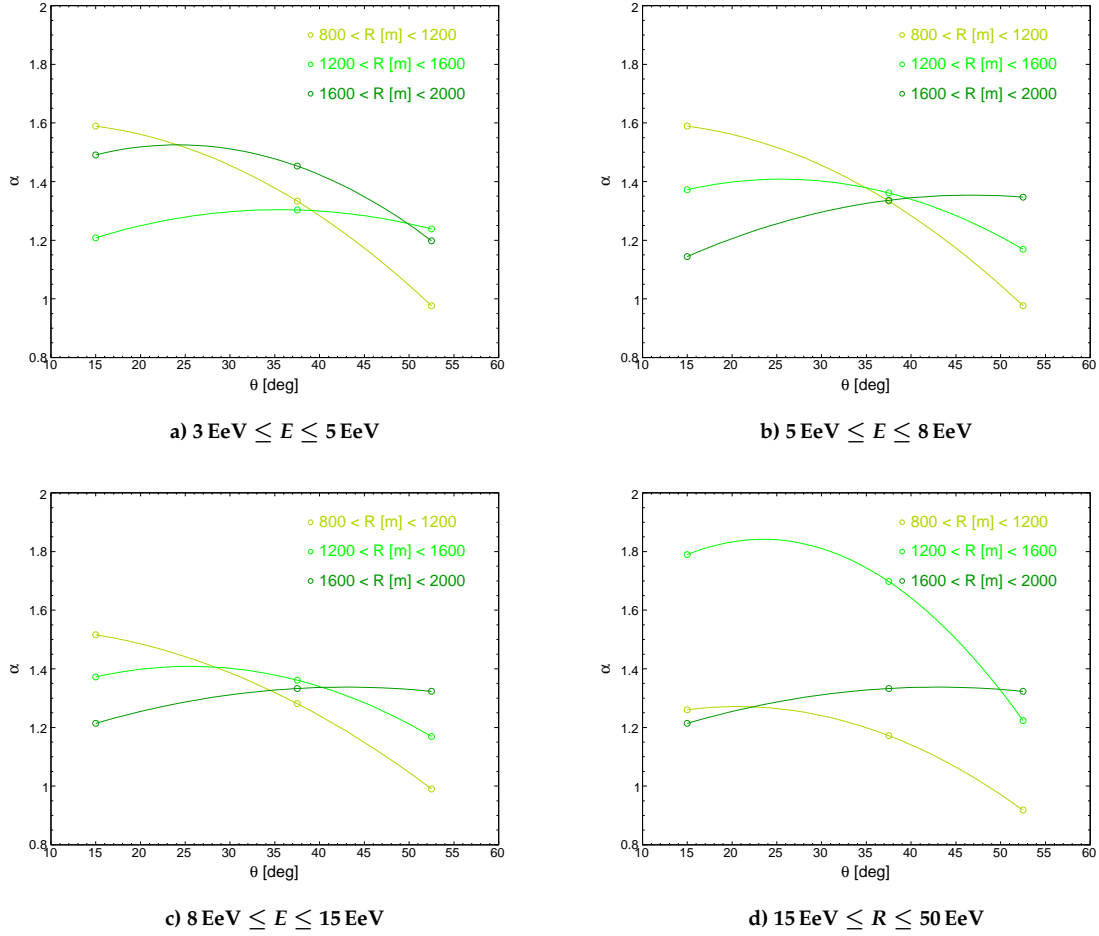 2
1.8
1.6
1.4
1.2
1
0.8
α
800 < R [m] < 1200
1200 < R [m] < 1600
1600 < R [m] < 2000
10 15 20 25 30 35 40 45 50 55 60
θ [deg]
a) 3 EeV ≤ E ≤ 5 EeV
2
1.8
1.6
1.4
1.2
1
0.8
α
800 < R [m] < 1200
1200 < R [m] < 1600
1600 < R [m] < 2000
10 15 20 25 30 35 40 45 50 55 60
θ [deg]
b) 5 EeV ≤ E ≤ 8 EeV
2
1.8
1.6
1.4
1.2
1
0.8
α
800 < R [m] < 1200
1200 < R [m] < 1600
1600 < R [m] < 2000
10 15 20 25 30 35 40 45 50 55 60
θ [deg]
c) 8 EeV ≤ E ≤ 15 EeV
2
1.8
1.6
1.4
1.2
1
0.8
α
800 < R [m] < 1200
1200 < R [m] < 1600
1600 < R [m] < 2000
10 15 20 25 30 35 40 45 50 55 60
θ [deg]
d) 15 EeV ≤ R ≤ 50 EeV